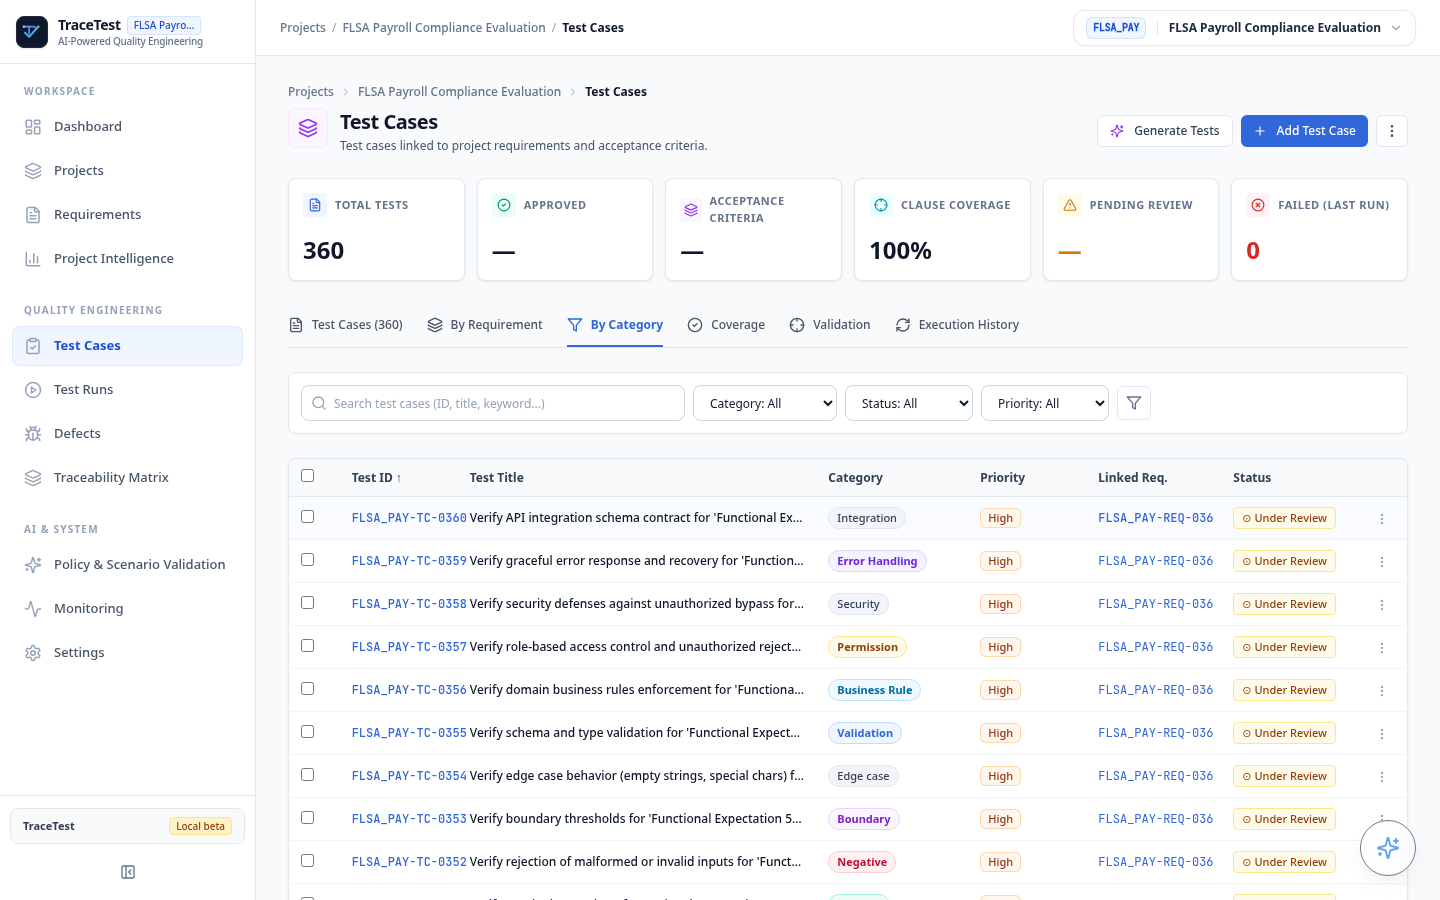 TraceTest FLSA Payro...
AI-Powered Quality Engineering
WORKSPACE
Dashboard
Projects
Requirements
Project Intelligence
QUALITY ENGINEERING
Test Cases
Test Runs
Defects
Traceability Matrix
AI & SYSTEM
Policy & Scenario Validation
Monitoring
Settings
TraceTest Local beta
Projects / FLSA Payroll Compliance Evaluation / Test Cases
FLSA_PAY FLSA Payroll Compliance Evaluation
Projects > FLSA Payroll Compliance Evaluation > Test Cases
Test Cases
Test cases linked to project requirements and acceptance criteria.
Generate Tests
+ Add Test Case
TOTAL TESTS
360
APPROVED
—
ACCEPTANCE
CRITERIA
—
CLAUSE COVERAGE
100%
PENDING REVIEW
—
FAILED (LAST RUN)
0
Test Cases (360) By Requirement By Category Coverage Validation Execution History
Search test cases (ID, title, keyword...) Category: All Status: All Priority: All
Test ID ↑ Test Title Category Priority Linked Req. Status
FLSA_PAY-TC-0360 Verify API integration schema contract for 'Functional Ex... Integration High FLSA_PAY-REQ-036 ⊙ Under Review
FLSA_PAY-TC-0359 Verify graceful error response and recovery for 'Function... Error Handling High FLSA_PAY-REQ-036 ⊙ Under Review
FLSA_PAY-TC-0358 Verify security defenses against unauthorized bypass for... Security High FLSA_PAY-REQ-036 ⊙ Under Review
FLSA_PAY-TC-0357 Verify role-based access control and unauthorized reject... Permission High FLSA_PAY-REQ-036 ⊙ Under Review
FLSA_PAY-TC-0356 Verify domain business rules enforcement for 'Functiona... Business Rule High FLSA_PAY-REQ-036 ⊙ Under Review
FLSA_PAY-TC-0355 Verify schema and type validation for 'Functional Expect... Validation High FLSA_PAY-REQ-036 ⊙ Under Review
FLSA_PAY-TC-0354 Verify edge case behavior (empty strings, special chars) f... Edge case High FLSA_PAY-REQ-036 ⊙ Under Review
FLSA_PAY-TC-0353 Verify boundary thresholds for 'Functional Expectation 5... Boundary High FLSA_PAY-REQ-036 ⊙ Under Review
FLSA_PAY-TC-0352 Verify rejection of malformed or invalid inputs for 'Funct... Negative High FLSA_PAY-REQ-036 ⊙ Under Review